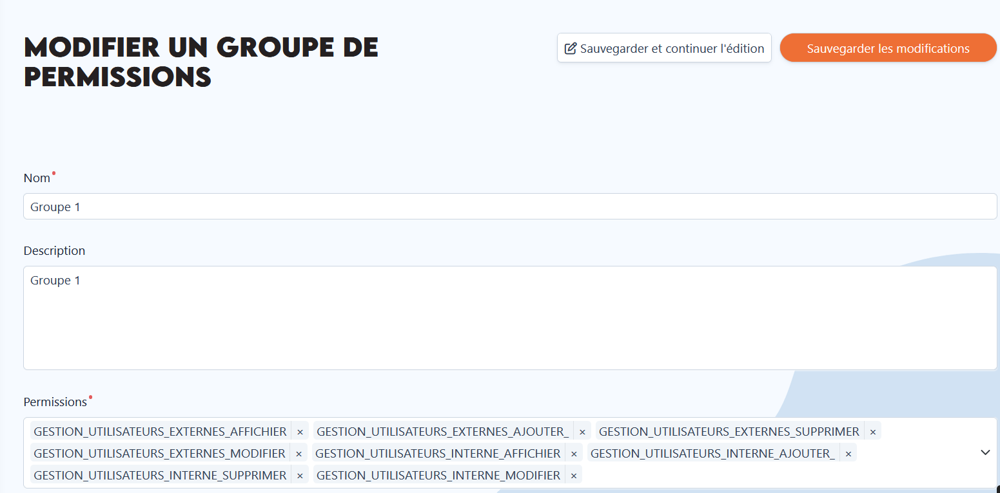 MODIFIER UN GROUPE DE
PERMISSIONS
Sauvegarder et continuer l'édition
Sauvegarder les modifications
Nom
Groupe 1
Description
Groupe 1
Permissions
GESTION_UTILISATEURS_EXTERNES_AFFICHIER × GESTION_UTILISATEURS_EXTERNES_AJOUTER_ × GESTION_UTILISATEURS_EXTERNES_SUPPRIMER ×
GESTION_UTILISATEURS_EXTERNES_MODIFIER × GESTION_UTILISATEURS_INTERNE_AFFICHIER × GESTION_UTILISATEURS_INTERNE_AJOUTER_ ×
GESTION_UTILISATEURS_INTERNE_SUPPRIMER × GESTION_UTILISATEURS_INTERNE_MODIFIER ×